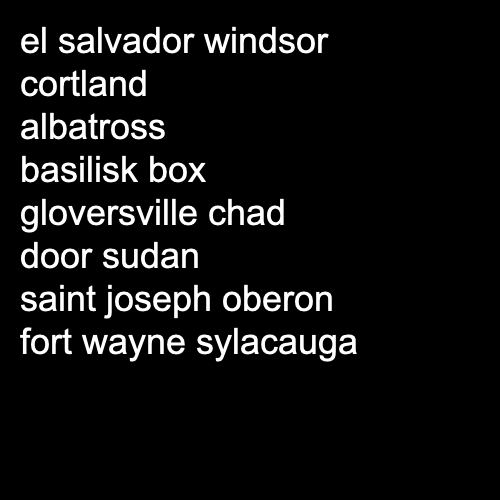 el salvador windsor
cortland
albatross
basilisk box
gloversville chad
door sudan
saint joseph oberon
fort wayne sylacauga